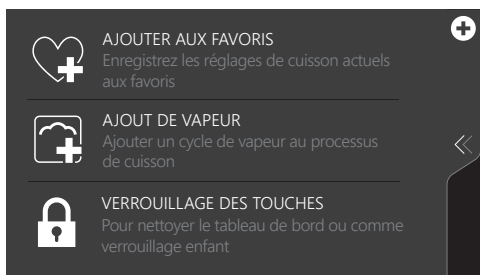 AJOUTER AUX FAVORIS
Enregistrez les réglages de cuisson actuels
aux favoris
AJOUT DE VAPEUR
Ajouter un cycle de vapeur au processus
de cuisson
VERROUILLAGE DES TOUCHES
Pour nettoyer le tableau de bord ou comme
verrouillage enfant